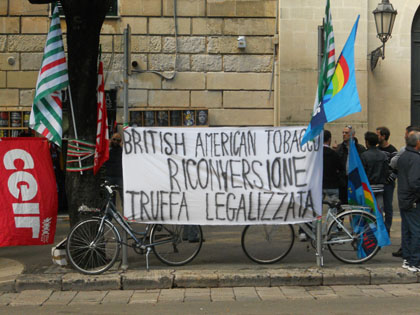 BRITISH AMERICAN TOBACCO
RICONVERSIONE
TRUFFA LEGALIZZATA
CGIL